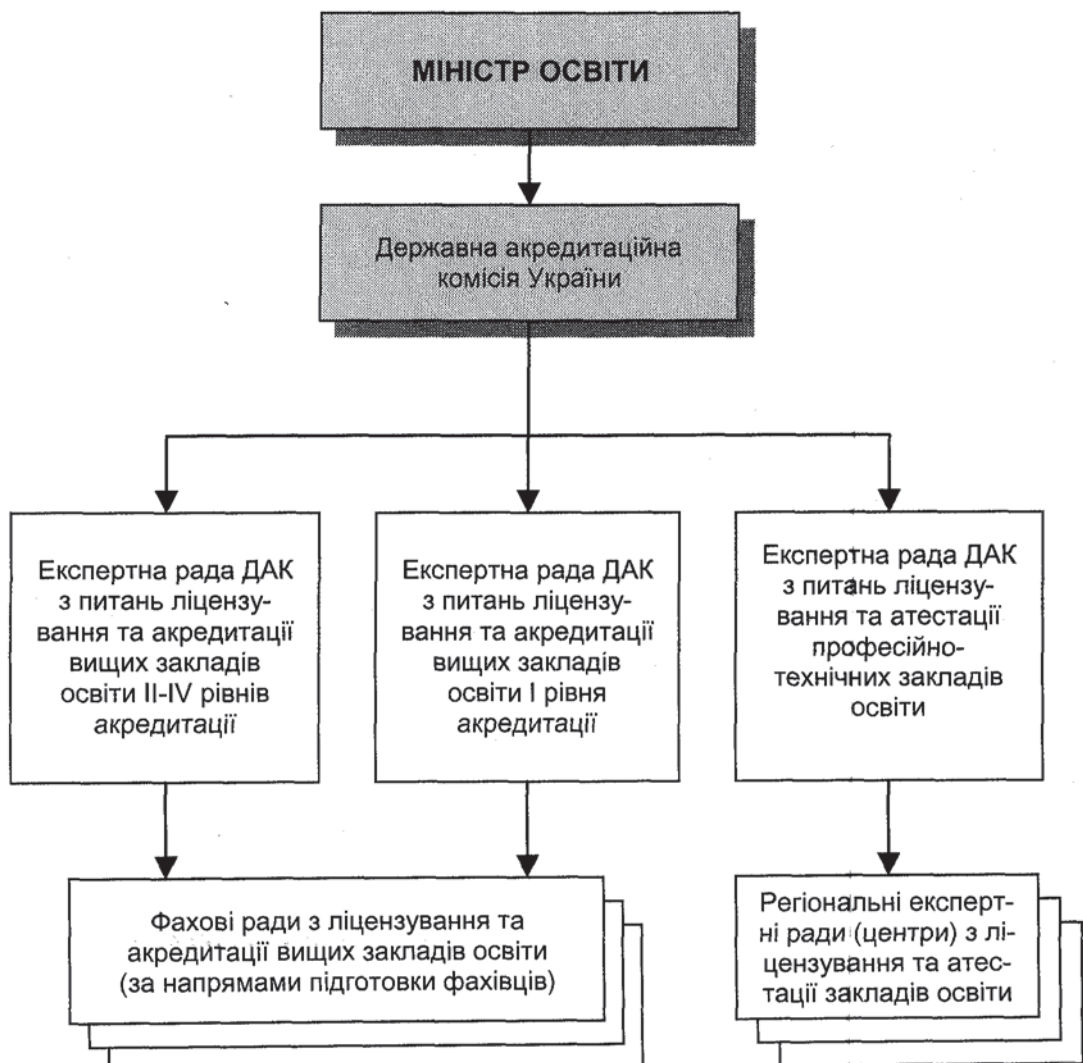 МІНІСТР ОСВІТИ
Державна акредитаційна
комісія України
Експертна рада ДАК
з питань ліцензу-
вання та акредитації
вищих закладів
освіти II-IV рівнів
акредитації
Експертна рада ДАК
з питань ліцензу-
вання та акредитації
вищих закладів
освіти I рівня
акредитації
Експертна рада ДАК
з питань ліцензу-
вання та атестації
професійно-
технічних закладів
освіти
Фахові ради з ліцензування та
акредитації вищих закладів освіти
(за напрямами підготовки фахівців)
Регіональні експерт-
ні ради (центри) з лі-
цензування та атес-
тації закладів освіти